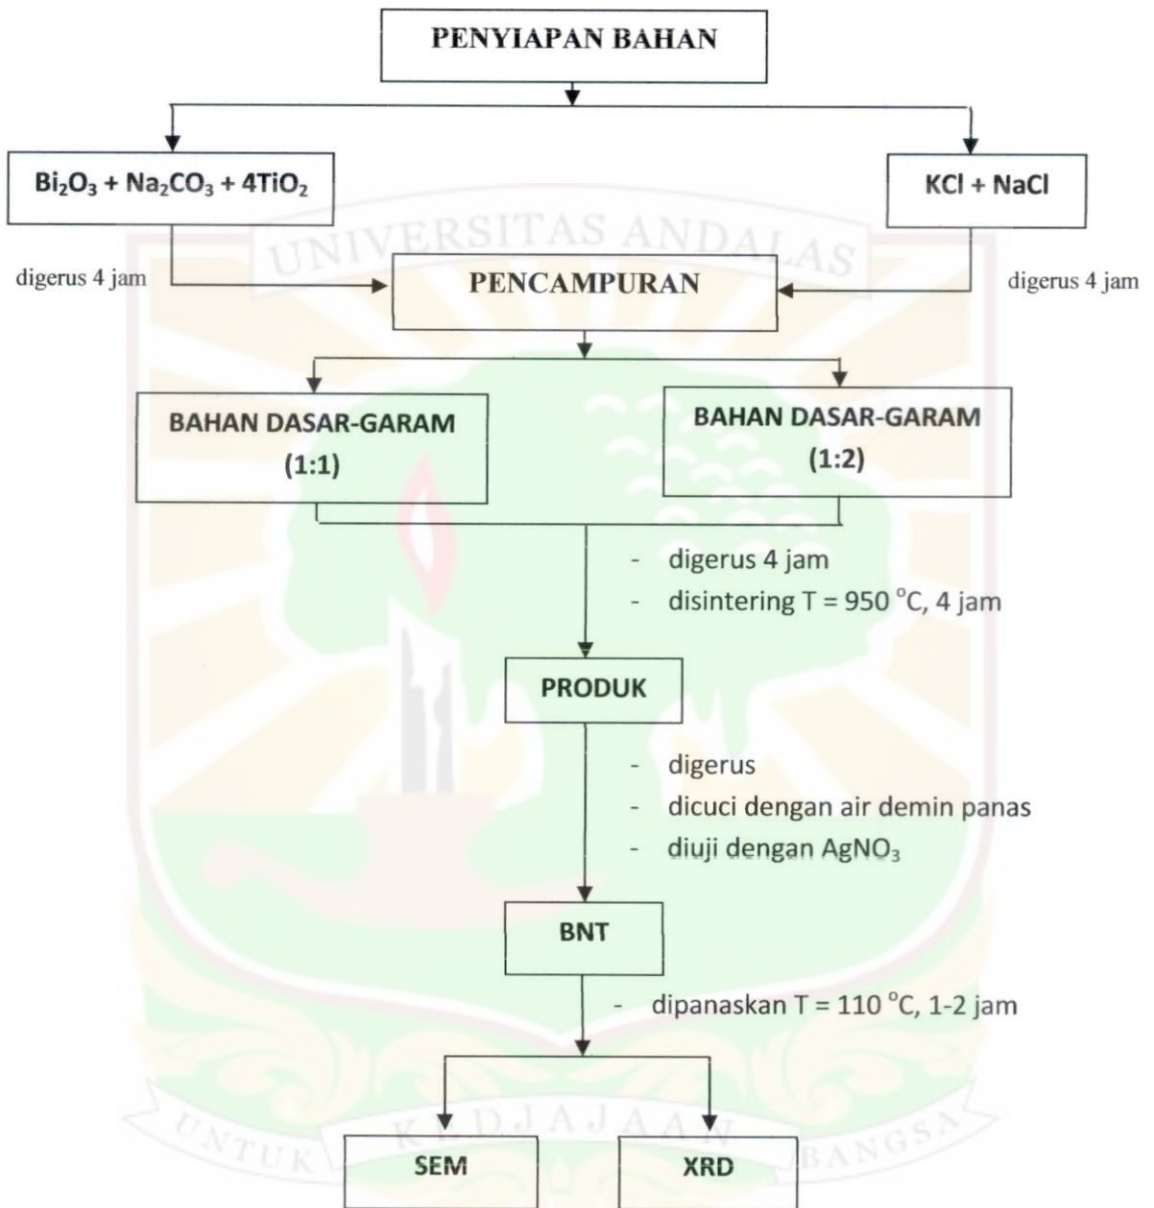 PENYIAPAN BAHAN
Bi₂O₃ + Na₂CO₃ + 4TiO₂
KCl + NaCl
UNIVERSITAS ANDALAS
digerus 4 jam
PENCAMPURAN
digerus 4 jam
BAHAN DASAR-GARAM
(1:1)
BAHAN DASAR-GARAM
(1:2)
- digerus 4 jam
- disintering T = 950 °C, 4 jam
PRODUK
- digerus
- dicuci dengan air demin panas
- diuji dengan AgNO₃
BNT
- dipanaskan T = 110 °C, 1-2 jam
UNTUK KEDJAJAAN BANGSA
SEM
XRD